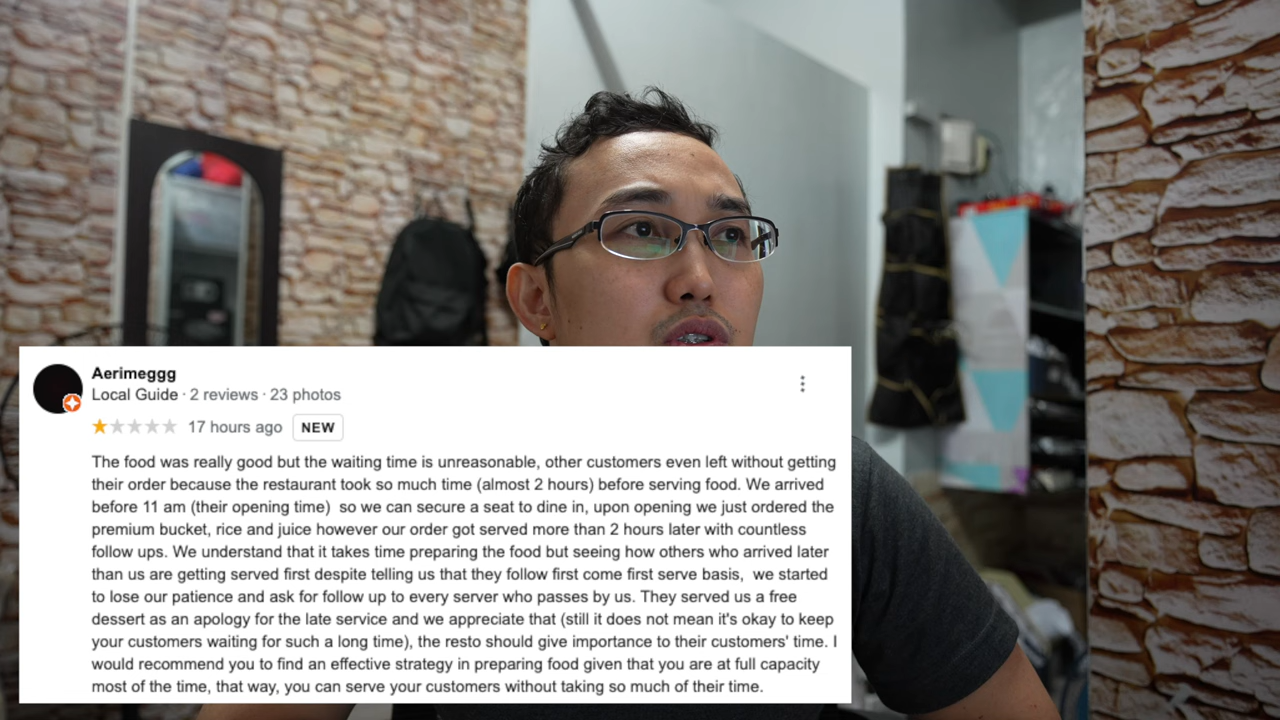 Aerimeggg
Local Guide · 2 reviews · 23 photos
17 hours ago NEW
The food was really good but the waiting time is unreasonable, other customers even left without getting
their order because the restaurant took so much time (almost 2 hours) before serving food. We arrived
before 11 am (their opening time)  so we can secure a seat to dine in, upon opening we just ordered the
premium bucket, rice and juice however our order got served more than 2 hours later with countless
follow ups. We understand that it takes time preparing the food but seeing how others who arrived later
than us are getting served first despite telling us that they follow first come first serve basis,  we started
to lose our patience and ask for follow up to every server who passes by us. They served us a free
dessert as an apology for the late service and we appreciate that (still it does not mean it's okay to keep
your customers waiting for such a long time), the resto should give importance to their customers' time. I
would recommend you to find an effective strategy in preparing food given that you are at full capacity
most of the time, that way, you can serve your customers without taking so much of their time.